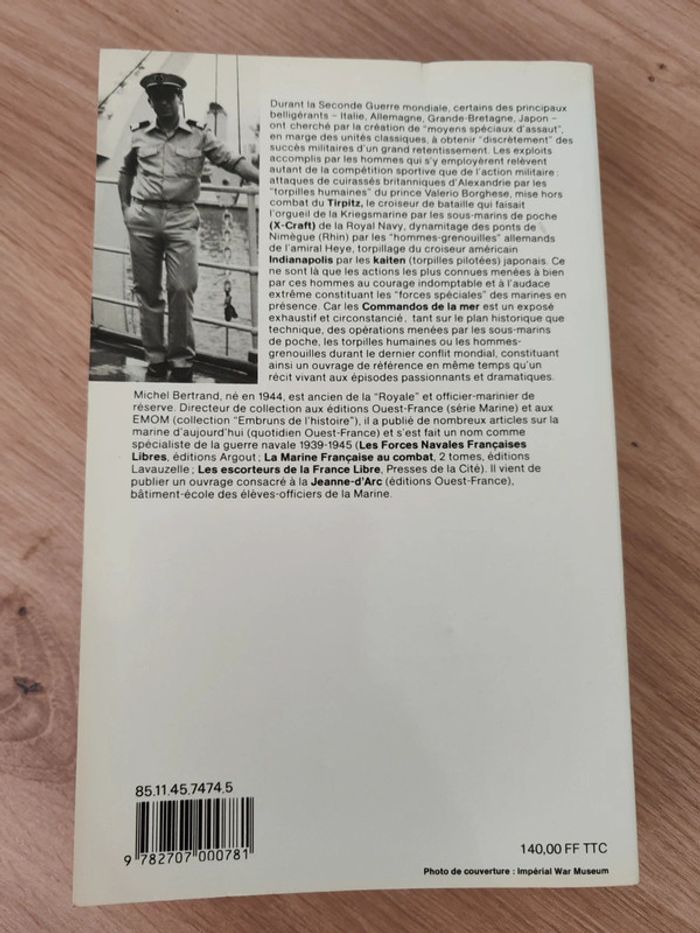 Durant la Seconde Guerre mondiale, certains des principaux
belligérants – Italie, Allemagne, Grande-Bretagne, Japon –
ont cherché par la création de "moyens spéciaux d'assaut",
en marge des unités classiques, à obtenir "discrètement" des
succès militaires d'un grand retentissement. Les exploits
accomplis par les hommes qui s'y employèrent relèvent
autant de la compétition sportive que de l'action militaire :
attaques de cuirassés britanniques d'Alexandrie par les
"torpilles humaines" du prince Valerio Borghese, mise hors
combat du Tirpitz, le croiseur de bataille qui faisait
l'orgueil de la Kriegsmarine par les sous-marins de poche
(X-Craft) de la Royal Navy, dynamitage des ponts de
Nimègue (Rhin) par les "hommes-grenouilles" allemands
de l'amiral Heye, torpillage du croiseur américain
Indianapolis par les kaiten (torpilles pilotées) japonais. Ce
ne sont là que les actions les plus connues menées à bien
par ces hommes au courage indomptable et à l'audace
extrême constituant les "forces spéciales" des marines en
présence. Car les Commandos de la mer est un exposé
exhaustif et circonstancié, tant sur le plan historique que
technique, des opérations menées par les sous-marins
de poche, les torpilles humaines ou les hommes-
grenouilles durant le dernier conflit mondial, constituant
ainsi un ouvrage de référence en même temps qu'un
récit vivant aux épisodes passionnants et dramatiques.
Michel Bertrand, né en 1944, est ancien de la "Royale" et officier-marinier de
réserve. Directeur de collection aux éditions Ouest-France (série Marine) et aux
EMOM (collection "Embruns de l'histoire"), il a publié de nombreux articles sur la
marine d'aujourd'hui (quotidien Ouest-France) et s'est fait un nom comme
spécialiste de la guerre navale 1939-1945 (Les Forces Navales Françaises
Libres, éditions Argout ; La Marine Française au combat, 2 tomes, éditions
Lavauzelle ; Les escorteurs de la France Libre, Presses de la Cité). Il vient de
publier un ouvrage consacré à la Jeanne-d'Arc (éditions Ouest-France),
bâtiment-école des élèves-officiers de la Marine.
85.11.45.7474.5
9 782707 000781
140,00 FF TTC
Photo de couverture : Impérial War Museum